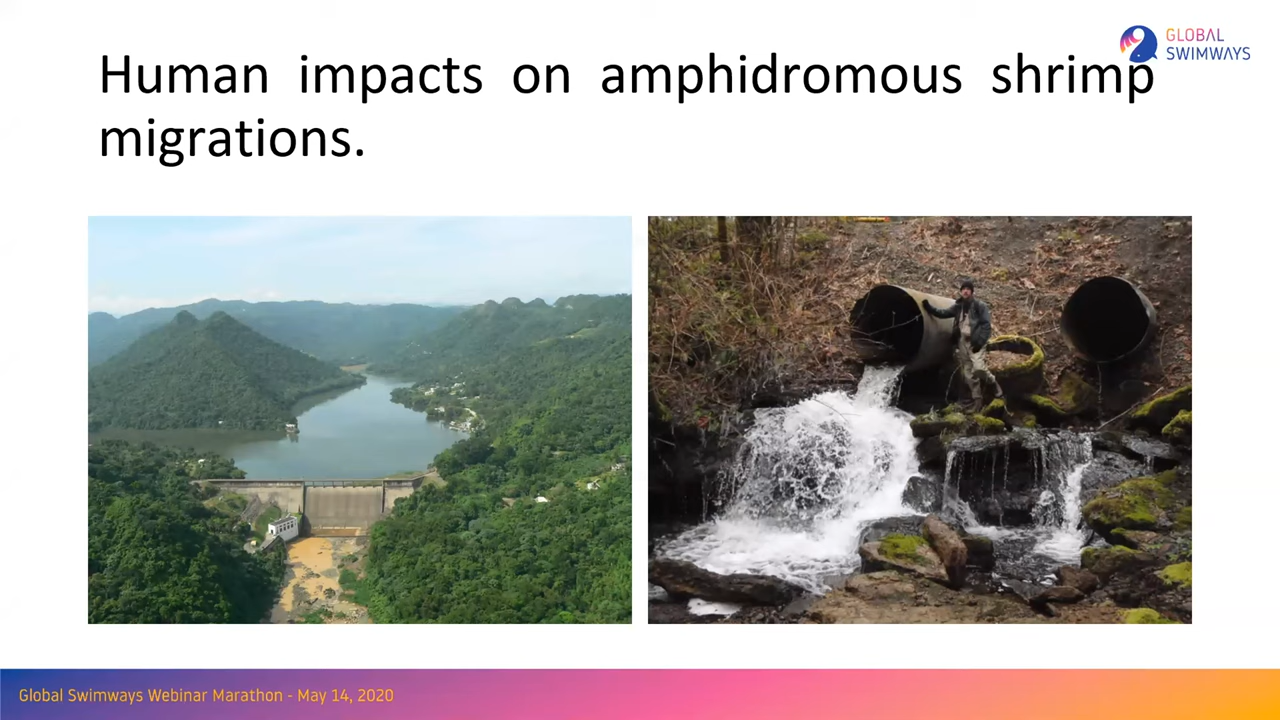 GLOBAL
SWIMWAYS
Human impacts on amphidromous shrimp
migrations.
Global Swimways Webinar Marathon - May 14, 2020